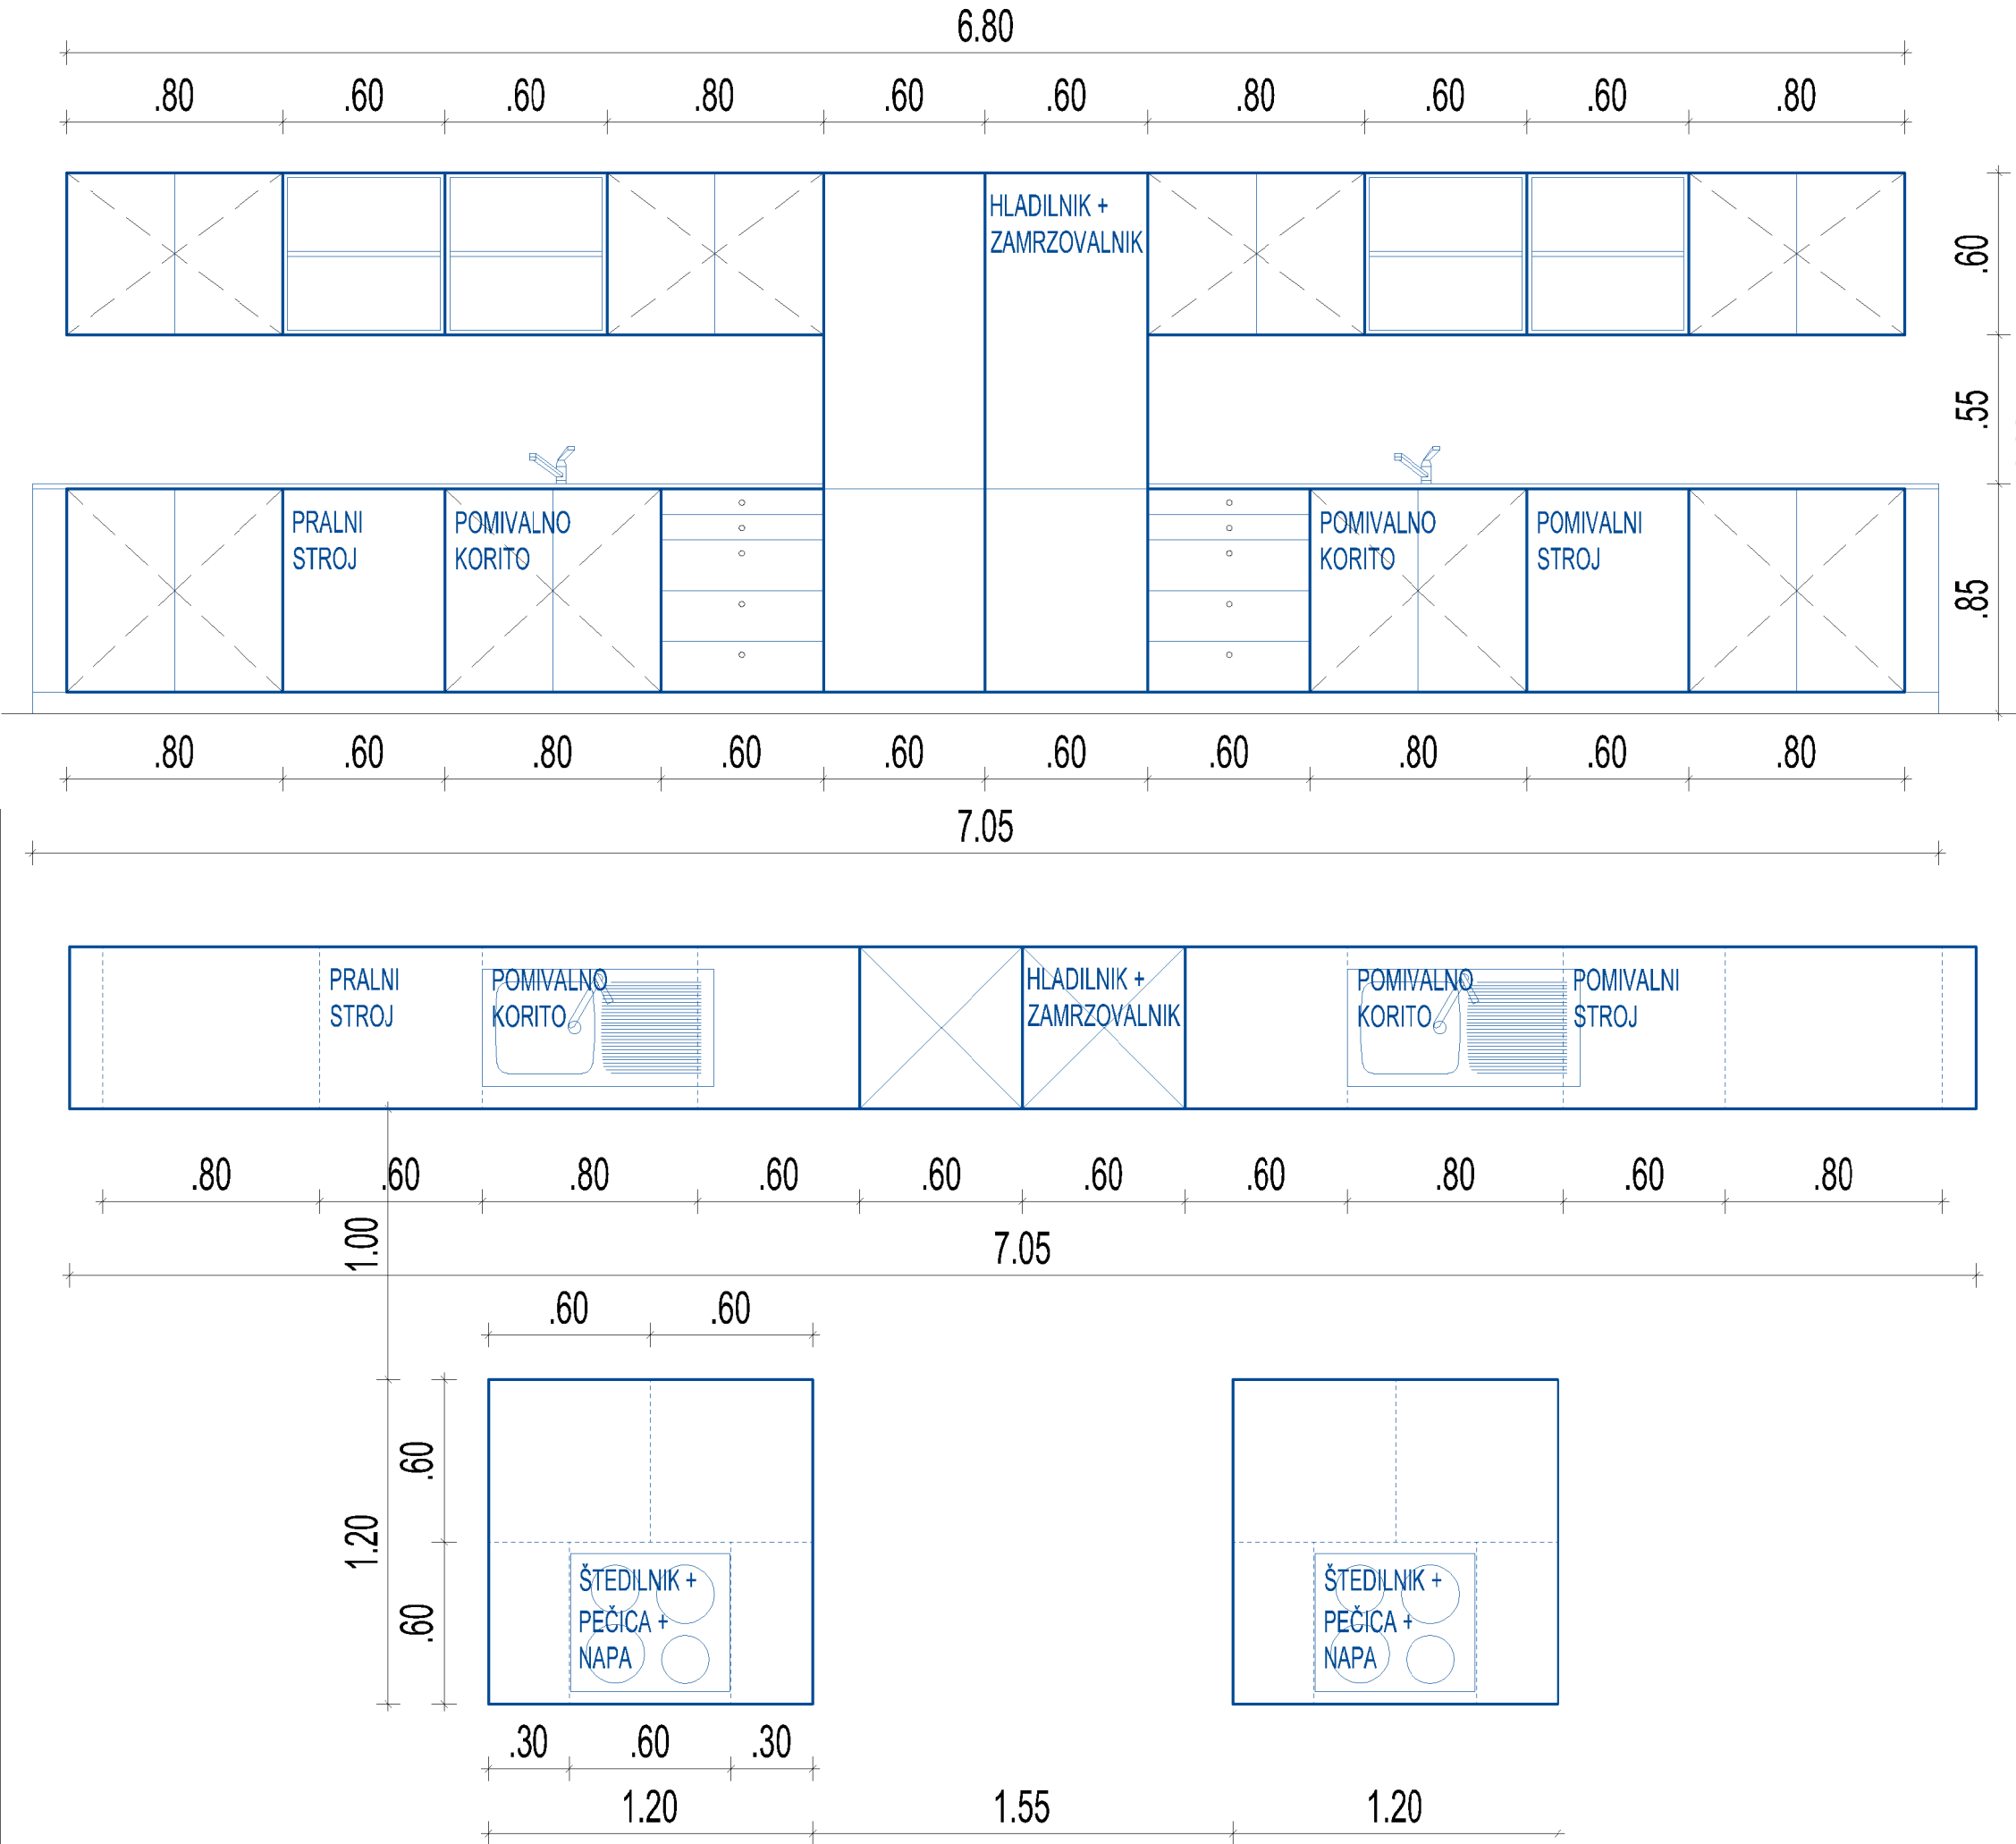 6.80
.80 .60 .60 .80 .60 .60 .80 .60 .60 .80
HLADILNIK +
ZAMRZOVALNIK
.60
.55
.85
PRALNI
STROJ
POMIVALNO
KORITO
POMIVALNO
KORITO
POMIVALNI
STROJ
.80 .60 .80 .60 .60 .60 .60 .80 .60 .80
7.05
PRALNI
STROJ
POMIVALNO
KORITO
HLADILNIK +
ZAMRZOVALNIK
POMIVALNO
KORITO
POMIVALNI
STROJ
.80 .60 .80 .60 .60 .60 .60 .80 .60 .80
1.00
7.05
.60 .60
.60
1.20
.60
ŠTEDILNIK +
PEČICA +
NAPA
ŠTEDILNIK +
PEČICA +
NAPA
.30 .60 .30
1.20 1.55 1.20